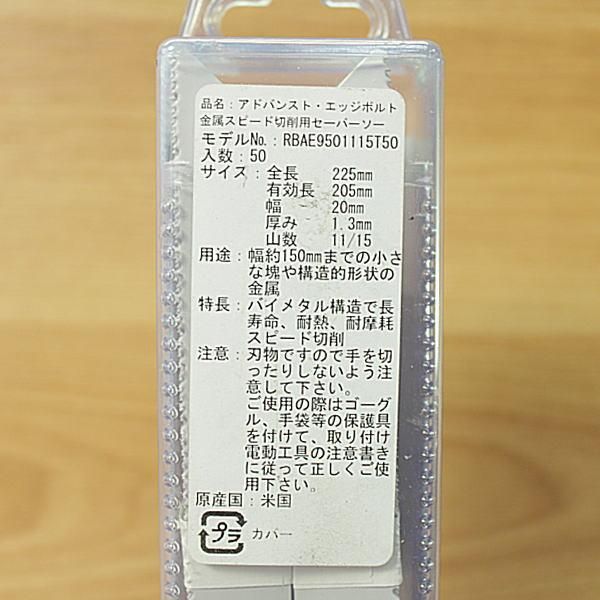 品名：アドバンスト・エッジボルト
金属スピード切削用セーバーソー
モデルNo.：RBAE9501115T50
入数：50
サイズ：全長 225mm
有効長 205mm
幅 20mm
厚み 1.3mm
山数 11/15
用途：幅約150mmまでの小さ
な塊や構造的形状の
金属
特長：バイメタル構造で長
寿命、耐熱、耐摩耗
スピード切削
注意：刃物ですので手を切
ったりしないよう注
意して下さい。
ご使用の際はゴーグ
ル、手袋等の保護具
を付けて、取り付け
電動工具の注意書き
に従って正しくご使
用下さい。
原産国：米国
プラ カバー